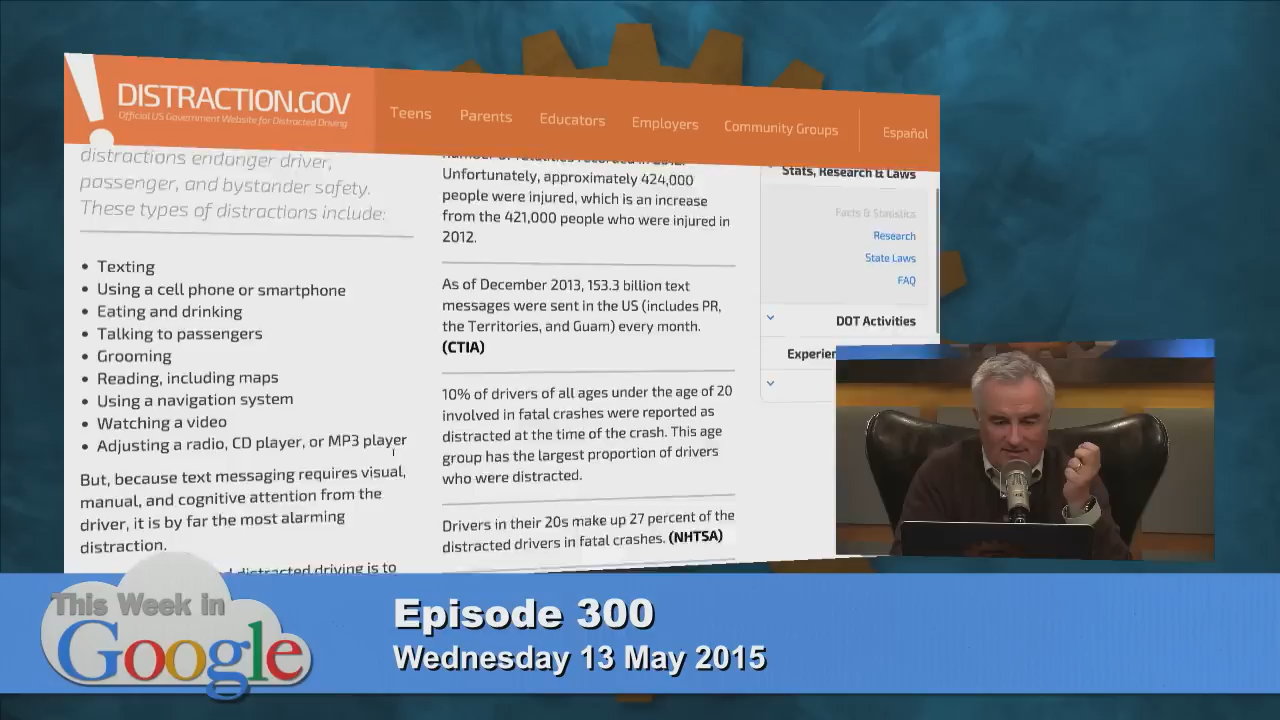 DISTRACTION.GOV
Official US Government Website for Distracted Driving
Teens
Parents
Educators
Employers
Community Groups
Español
distractions endanger driver,
passenger, and bystander safety.
These types of distractions include:
• Texting
• Using a cell phone or smartphone
• Eating and drinking
• Talking to passengers
• Grooming
• Reading, including maps
• Using a navigation system
• Watching a video
• Adjusting a radio, CD player, or MP3 player
But, because text messaging requires visual,
manual, and cognitive attention from the
driver, it is by far the most alarming
distraction.
distracted driving is to
number of fatalities recorded in 2012.
Unfortunately, approximately 424,000
people were injured, which is an increase
from the 421,000 people who were injured in
2012.
As of December 2013, 153.3 billion text
messages were sent in the US (includes PR,
the Territories, and Guam) every month.
(CTIA)
10% of drivers of all ages under the age of 20
involved in fatal crashes were reported as
distracted at the time of the crash. This age
group has the largest proportion of drivers
who were distracted.
Drivers in their 20s make up 27 percent of the
distracted drivers in fatal crashes. (NHTSA)
Stats, Research & Laws
Facts & Statistics
Research
State Laws
FAQ
DOT Activities
This Week in
Google
Episode 300
Wednesday 13 May 2015